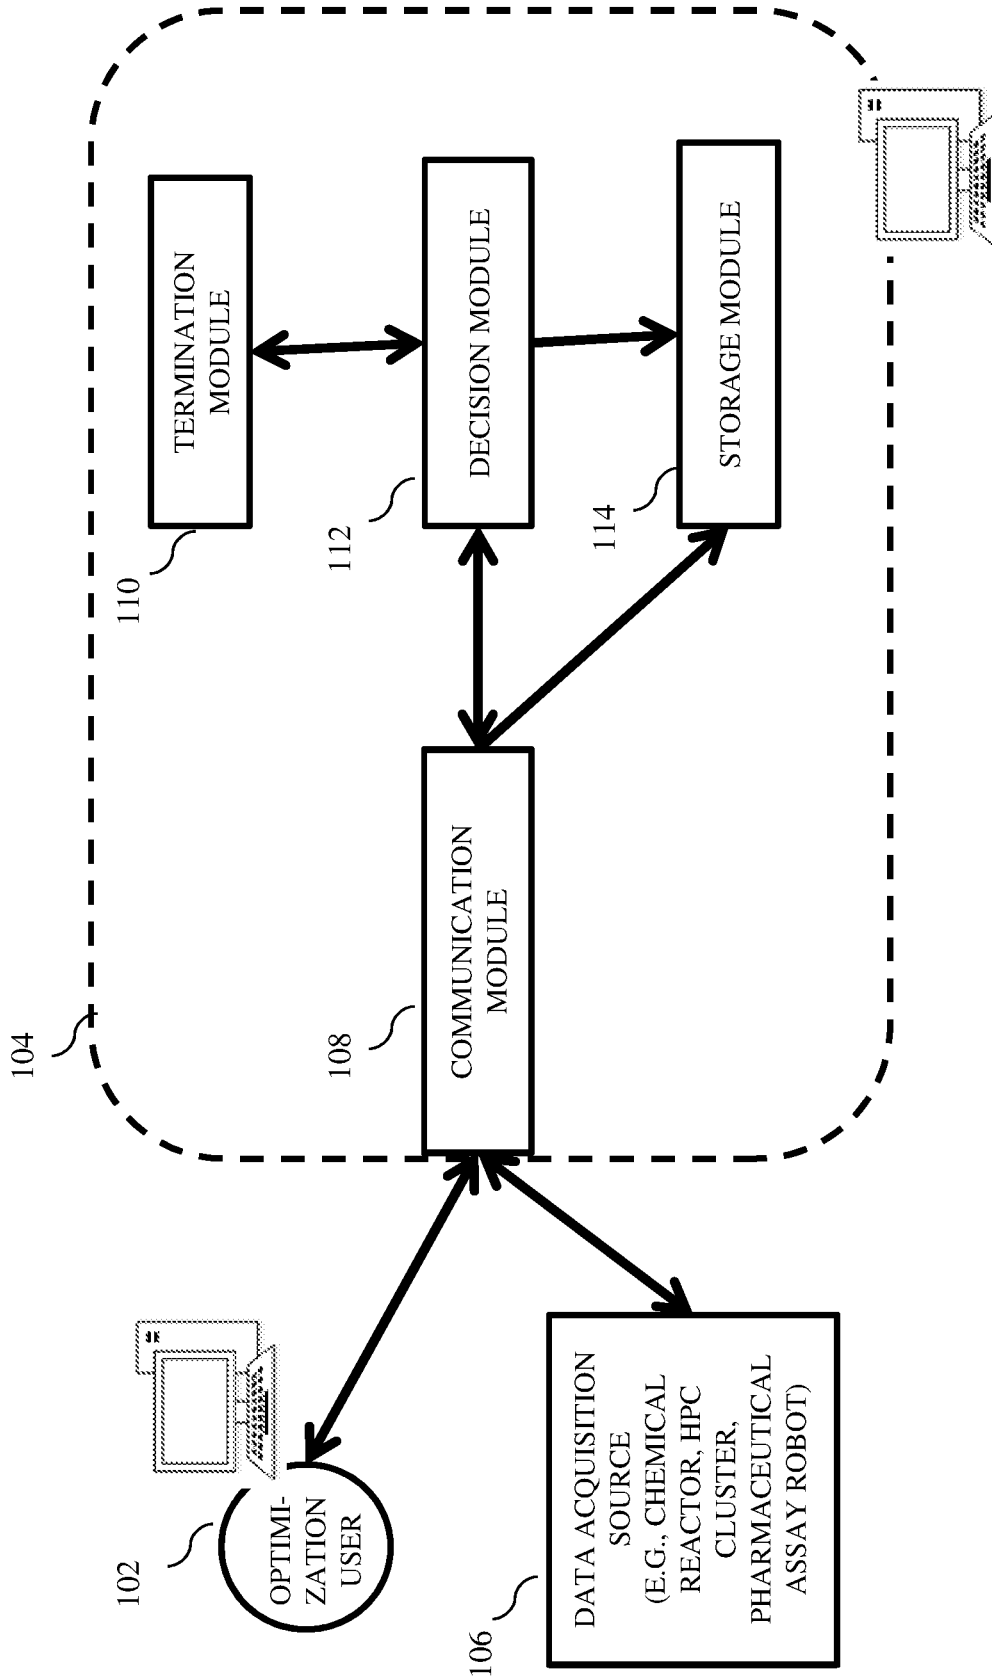 102
OPTIMI-
ZATION
USER
106
DATA ACQUISITION
SOURCE
(E.G., CHEMICAL
REACTOR, HPC
CLUSTER,
PHARMACEUTICAL
ASSAY ROBOT)
104
108
COMMUNICATION
MODULE
110
TERMINATION
MODULE
112
DECISION MODULE
114
STORAGE MODULE